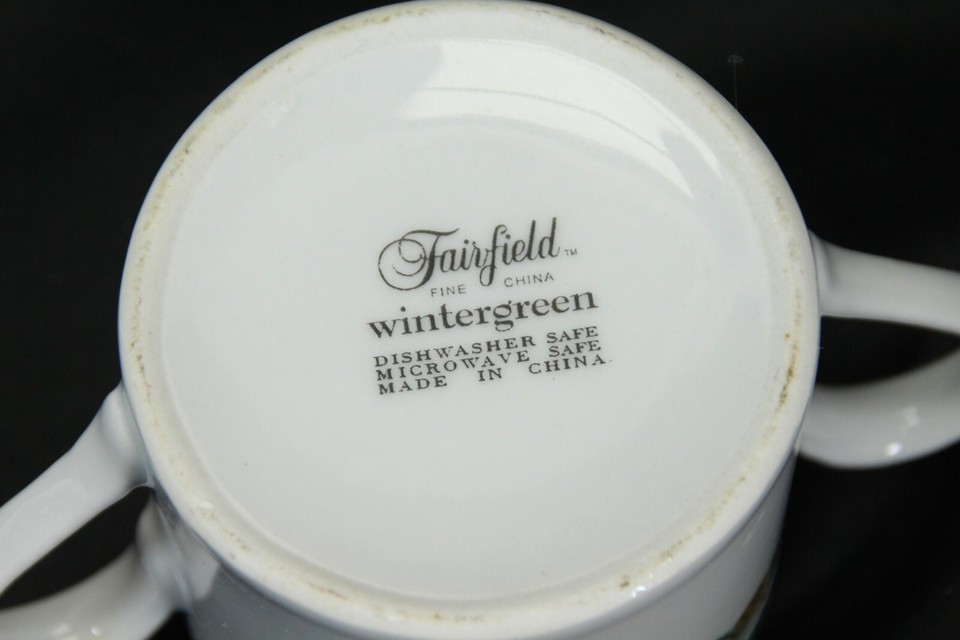 Fairfield™
FINE CHINA
wintergreen
DISHWASHER SAFE
MICROWAVE SAFE
MADE IN CHINA.